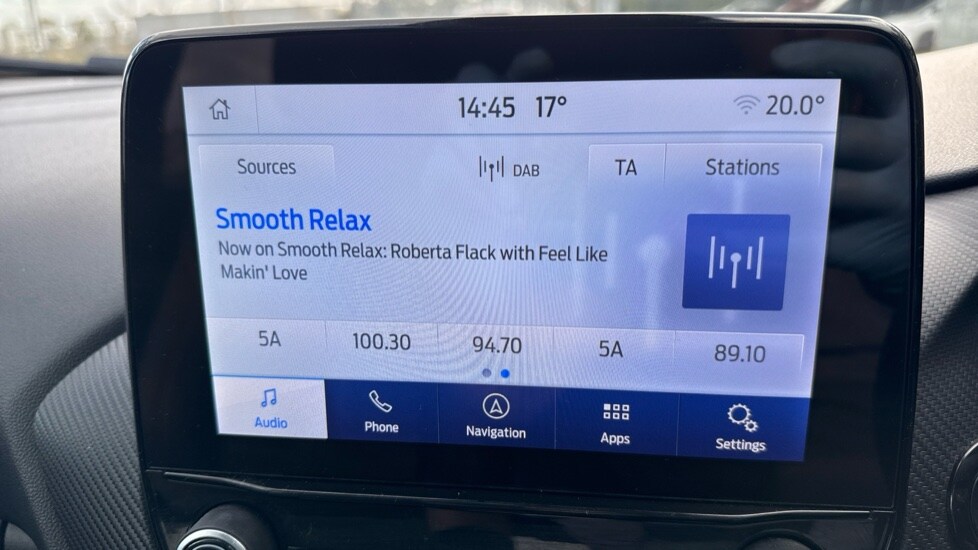 14:45 17° 20.0°
Sources DAB TA Stations
Smooth Relax
Now on Smooth Relax: Roberta Flack with Feel Like
Makin' Love
5A 100.30 94.70 5A 89.10
Audio Phone Navigation Apps Settings